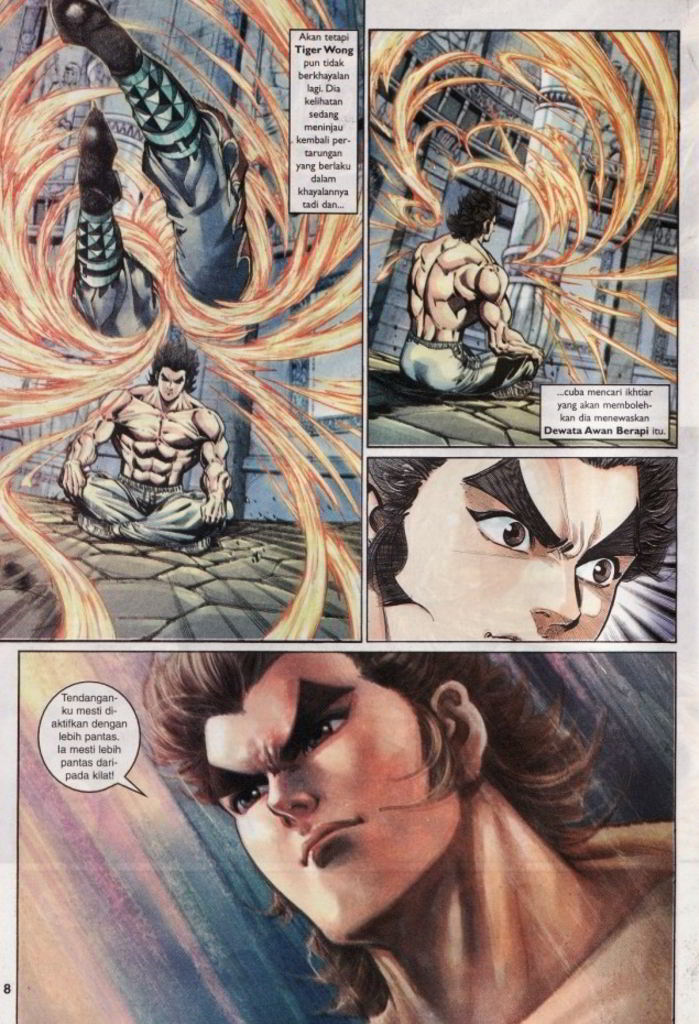 Akan tetapi
Tiger Wong
pun tidak
berkhayalan
lagi. Dia
kelihatan
sedang
meninjau
kembali per-
tarungan
yang berlaku
dalam
khayalannya
tadi dan...
...cuba mencari ikhtiar
yang akan memboleh-
kan dia menewaskan
Dewata Awan Berapi itu.
Tendangan-
ku mesti di-
aktifkan dengan
lebih pantas.
Ia mesti lebih
pantas dari-
pada kilat!
8